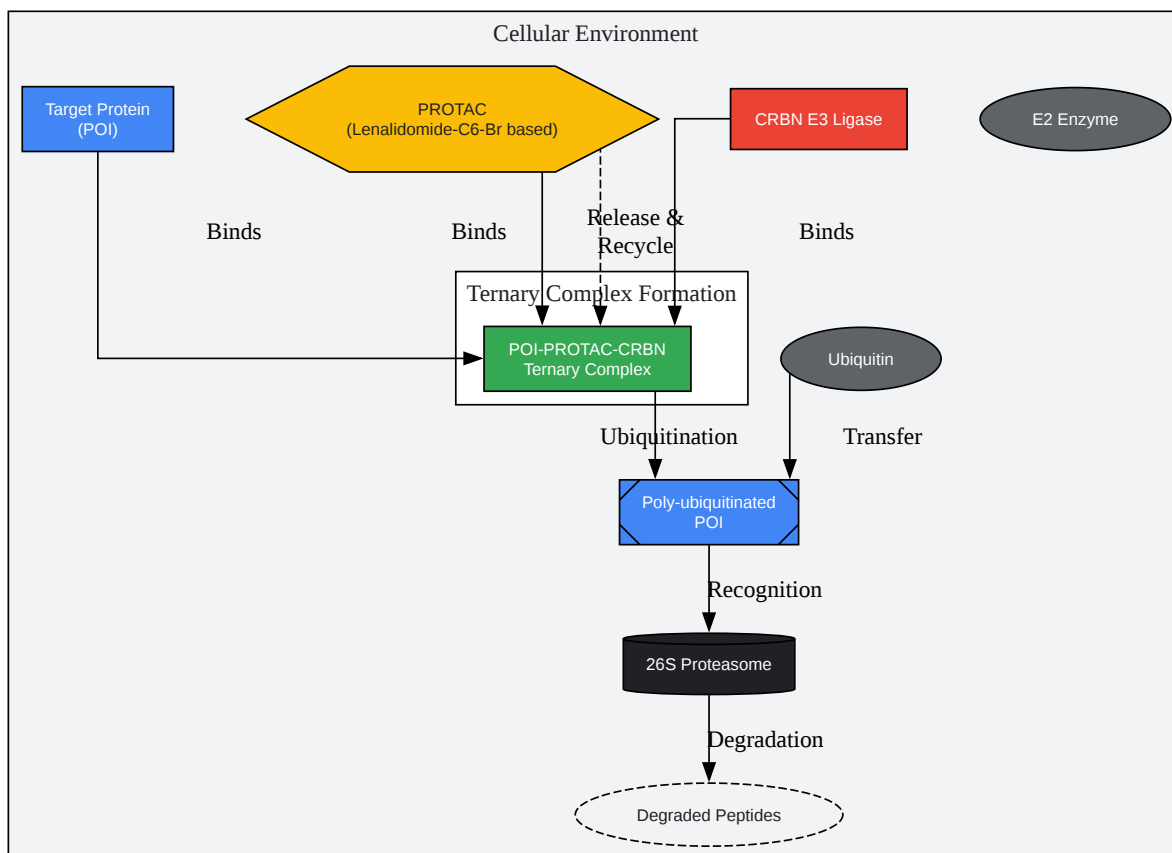 Cellular Environment
Target Protein
(POI)
PROTAC
(Lenalidomide-C6-Br based)
CRBN E3 Ligase
E2 Enzyme
Binds
Binds
Release &
Recycle
Binds
Ternary Complex Formation
POI-PROTAC-CRBN
Ternary Complex
Ubiquitin
Ubiquitination
Transfer
Poly-ubiquitinated
POI
Recognition
26S Proteasome
Degradation
Degraded Peptides